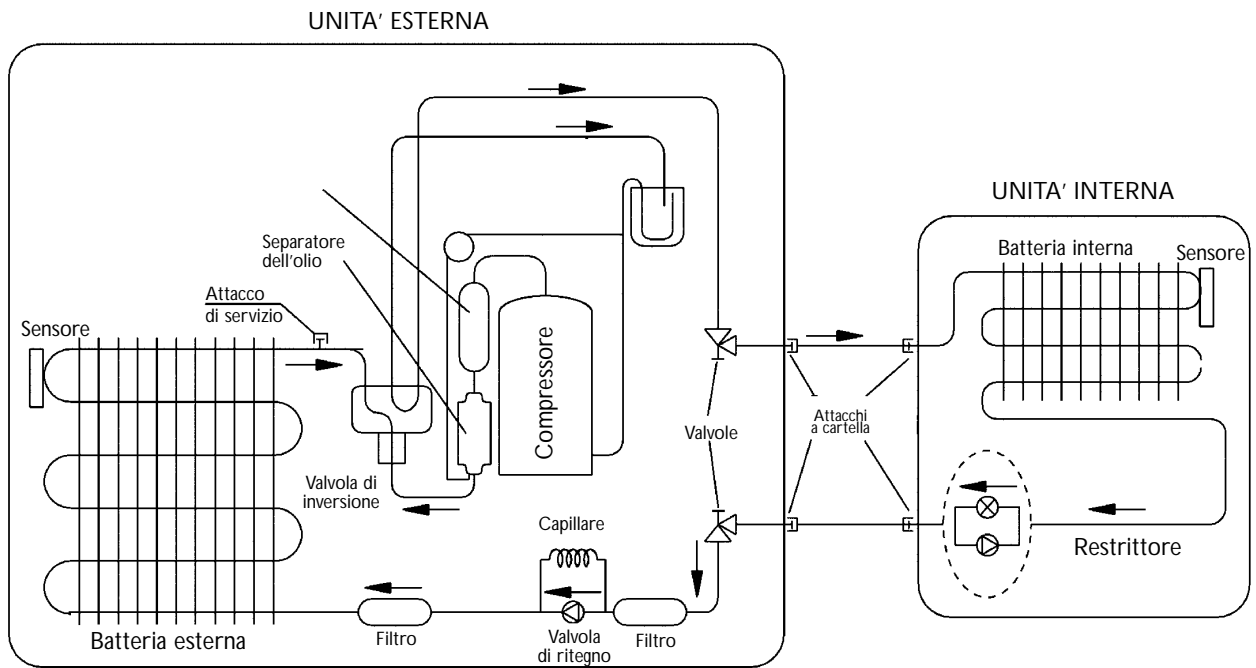 UNITA' ESTERNA
UNITA' INTERNA
Batteria interna
Sensore
Separatore
dell'olio
Attacco
di servizio
Sensore
Compressore
Valvole
Attacchi
a cartella
Valvola di
inversione
Capillare
Restrittore
Batteria esterna
Filtro
Valvola
di ritegno
Filtro